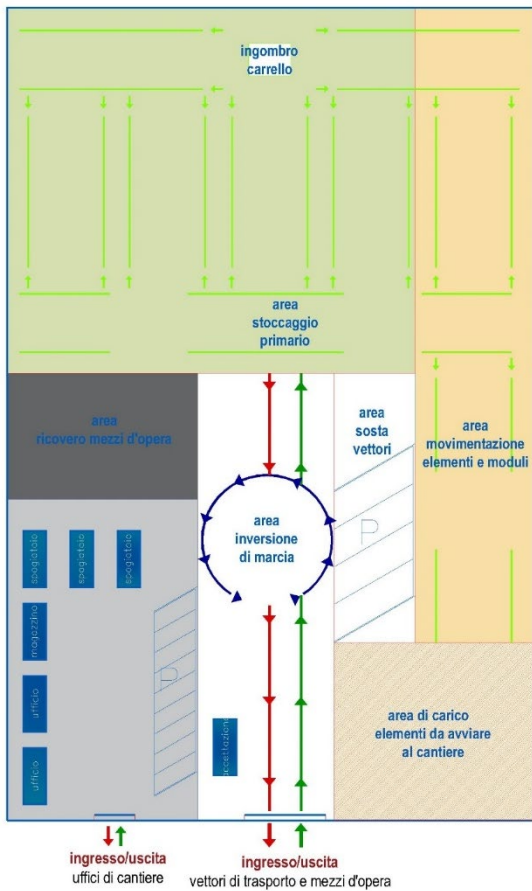 ingombro
carrello
area
stoccaggio
primario
area
ricovero mezzi d'opera
area
sosta
vettori
area
movimentazione
elementi e moduli
area
inversione
di marcia
P
spogliatoio
spogliatoio
spogliatoio
magazzino
ufficio
ufficio
P
accettazione
area di carico
elementi da avviare
al cantiere
ingresso/uscita
uffici di cantiere
ingresso/uscita
vettori di trasporto e mezzi d'opera